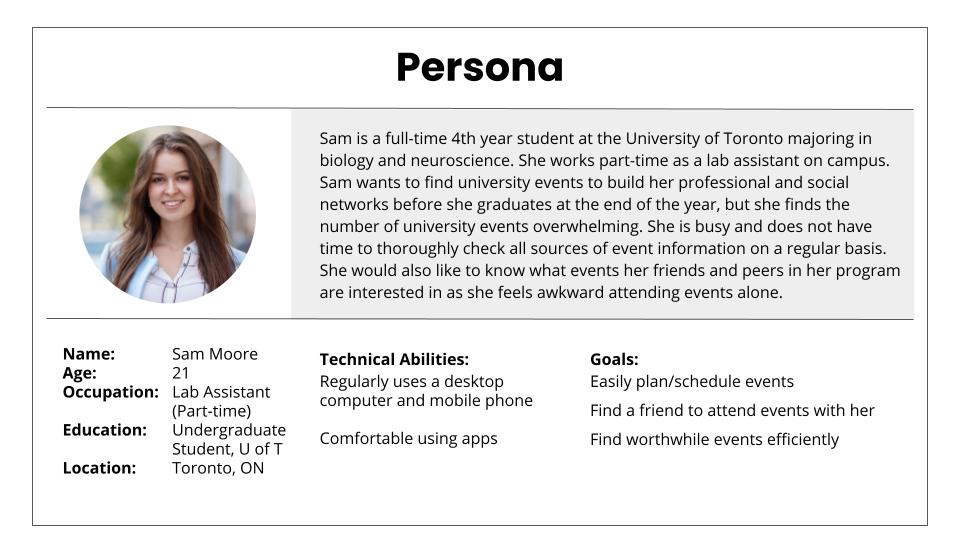 Persona
Sam is a full-time 4th year student at the University of Toronto majoring in
biology and neuroscience. She works part-time as a lab assistant on campus.
Sam wants to find university events to build her professional and social
networks before she graduates at the end of the year, but she finds the
number of university events overwhelming. She is busy and does not have
time to thoroughly check all sources of event information on a regular basis.
She would also like to know what events her friends and peers in her program
are interested in as she feels awkward attending events alone.
Name: Sam Moore
Age: 21
Occupation: Lab Assistant
(Part-time)
Education: Undergraduate
Student, U of T
Location: Toronto, ON
Technical Abilities:
Regularly uses a desktop
computer and mobile phone
Comfortable using apps
Goals:
Easily plan/schedule events
Find a friend to attend events with her
Find worthwhile events efficiently